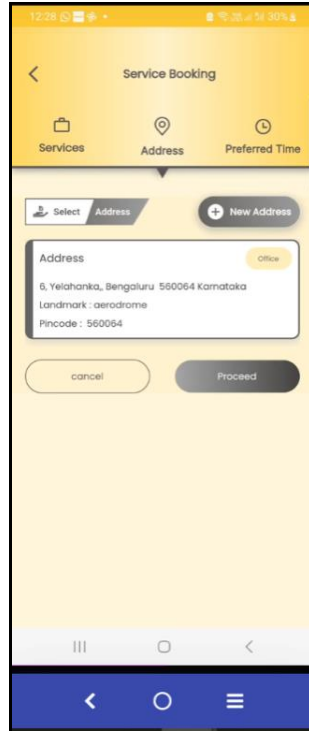 12:28
5G 30%
Service Booking
Services
Address
Preferred Time
Select Address
New Address
Address
Office
6, Yelahanka,, Bengaluru 560064 Karnataka
Landmark : aerodrome
Pincode : 560064
cancel
Proceed